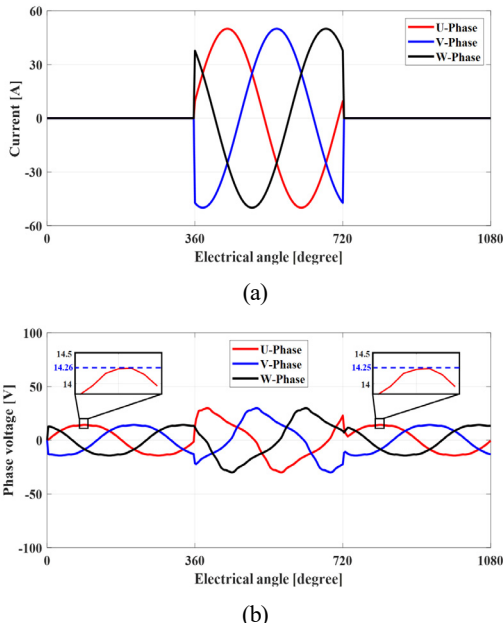 60
30
0
-30
-60
Current [A]
U-Phase
V-Phase
W-Phase
0 360 720 1080
Electrical angle [degree]
(a)
100
50
0
-50
-100
Phase voltage [V]
14.5
14.26
14
U-Phase
V-Phase
W-Phase
14.5
14.25
14
0 360 720 1080
Electrical angle [degree]
(b)